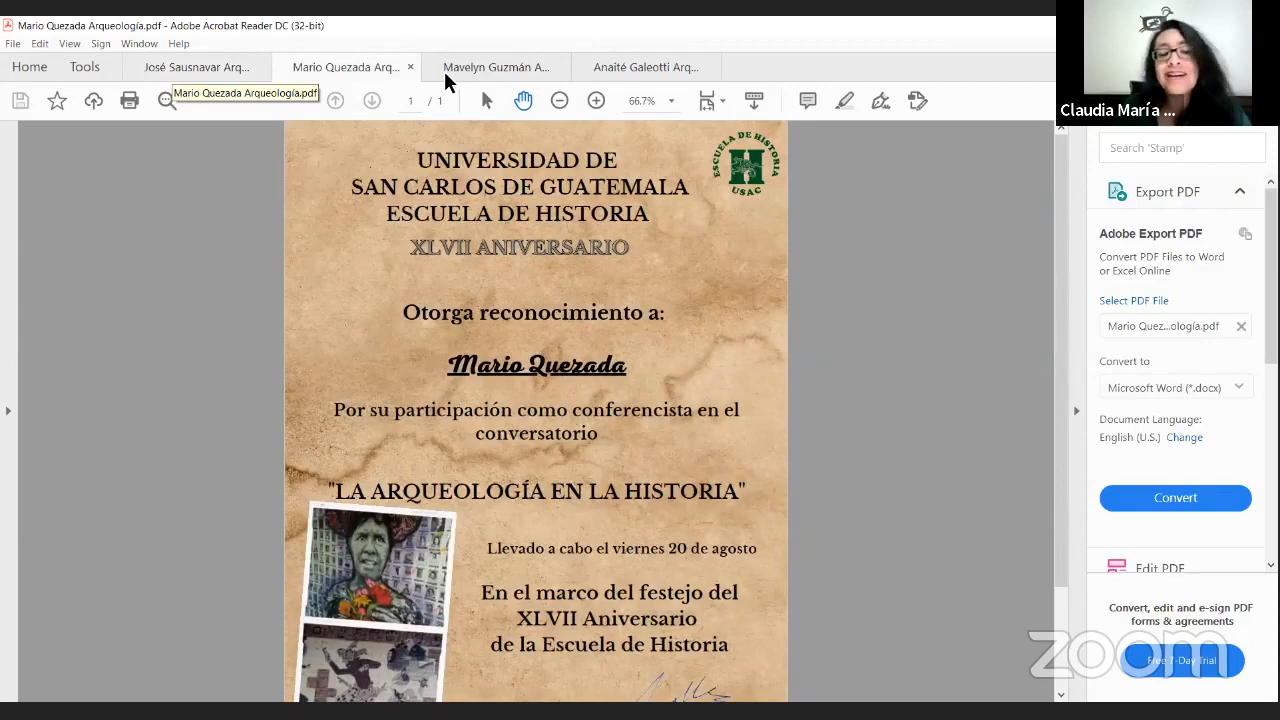 Mario Quezada Arqueología.pdf - Adobe Acrobat Reader DC (32-bit)
File Edit View Sign Window Help
Home Tools José Sausnavar Arq... Mario Quezada Arq... × Mavelyn Guzmán A... Anaité Galeotti Arq...
Mario Quezada Arqueología.pdf
1 / 1 66.7%
Claudia María ...
UNIVERSIDAD DE
SAN CARLOS DE GUATEMALA
ESCUELA DE HISTORIA
XLVII ANIVERSARIO
ESCUELA DE HISTORIA
H
USAC
Otorga reconocimiento a:
Mario Quezada
Por su participación como conferencista en el
conversatorio
"LA ARQUEOLOGÍA EN LA HISTORIA"
Llevado a cabo el viernes 20 de agosto
En el marco del festejo del
XLVII Aniversario
de la Escuela de Historia
Search 'Stamp'
Export PDF
Adobe Export PDF
Convert PDF Files to Word
or Excel Online
Select PDF File
Mario Quez...ología.pdf
Convert to
Microsoft Word (*.docx)
Document Language:
English (U.S.) Change
Convert
Edit PDF
Convert, edit and e-sign PDF
forms & agreements
Free 7-Day Trial
zoom